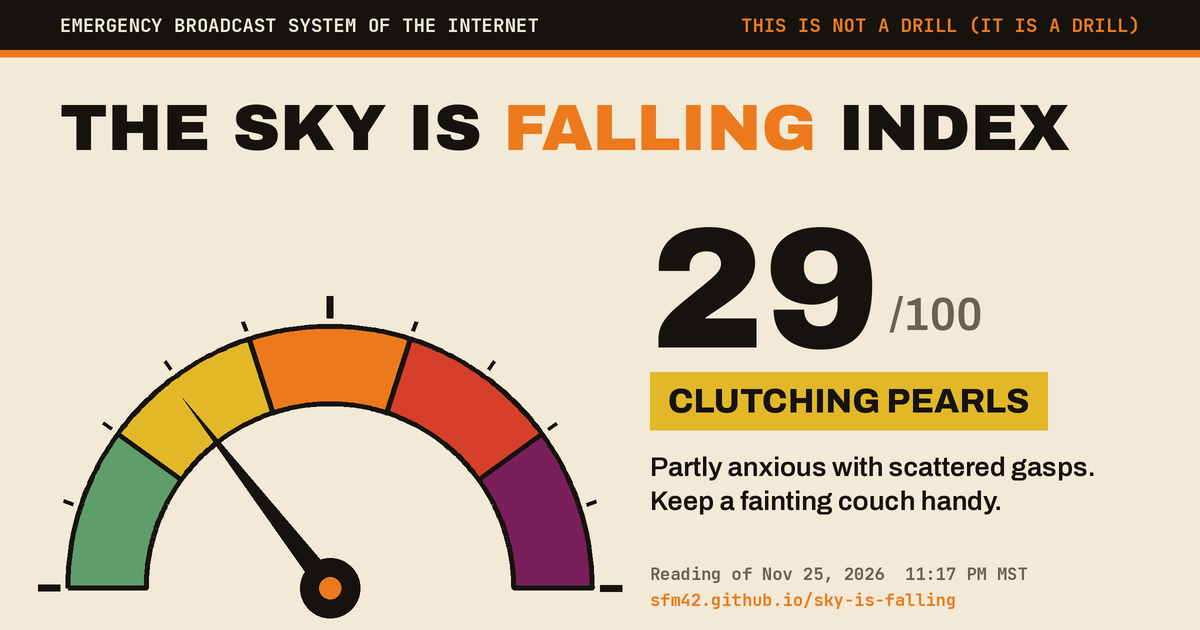 EMERGENCY BROADCAST SYSTEM OF THE INTERNET
THIS IS NOT A DRILL (IT IS A DRILL)
THE SKY IS FALLING INDEX
29 /100
CLUTCHING PEARLS
Partly anxious with scattered gasps.
Keep a fainting couch handy.
Reading of Nov 25, 2026 11:17 PM MST
sfm42.github.io/sky-is-falling